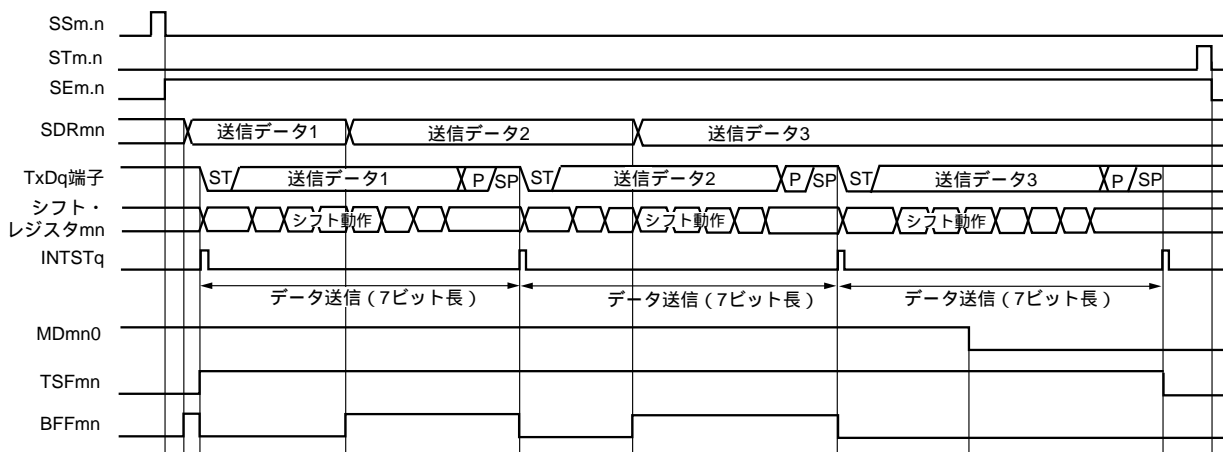 SSm.n
STm.n
SEm.n
SDRmn 送信データ1 送信データ2 送信データ3
TxDq端子 ST 送信データ1 P SP ST 送信データ2 P SP ST 送信データ3 P SP
シフト・
レジスタmn シフト動作 シフト動作 シフト動作
INTSTq
データ送信(7ビット長) データ送信(7ビット長) データ送信(7ビット長)
MDmn0
TSFmn
BFFmn